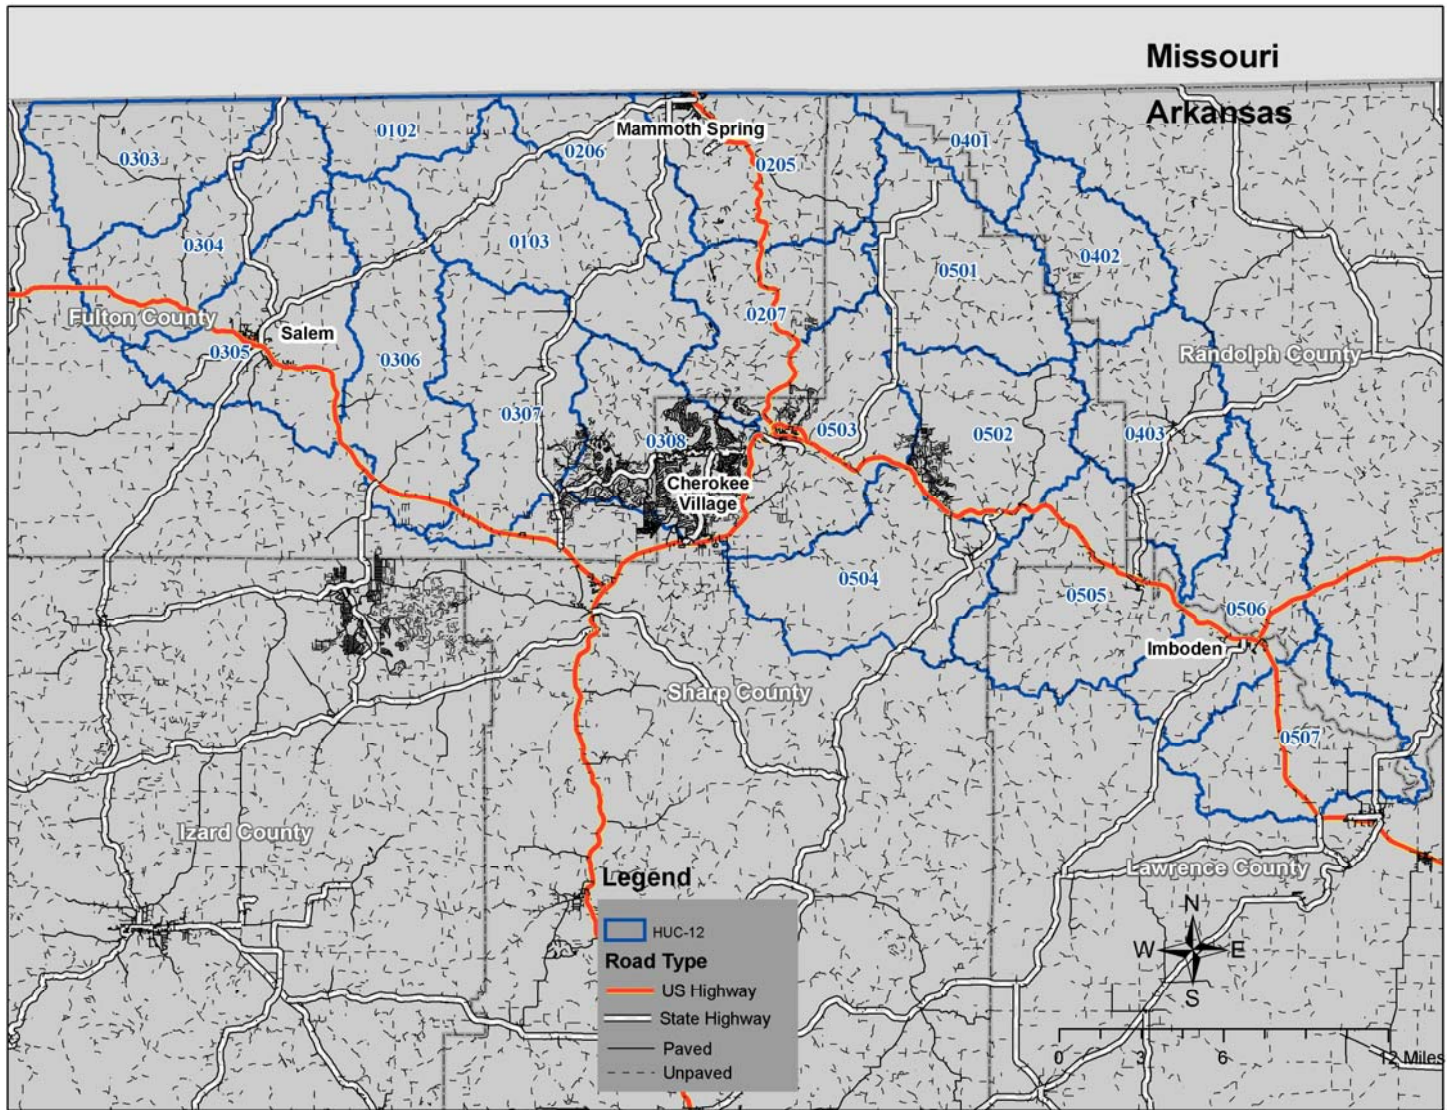 Missouri
Arkansas
Mammoth Spring
0102
0401
0303
0206
0205
0304
0103
0501
0402
Fulton County
Salem
0207
0305
0306
Randolph County
0307
0308
0503
0502
0403
Cherokee
Village
0504
0505
0506
Imboden
Sharp County
0507
Izard County
Lawrence County
Legend
HUC-12
Road Type
US Highway
State Highway
Paved
Unpaved
N
W
E
S
0
3
6
12 Miles